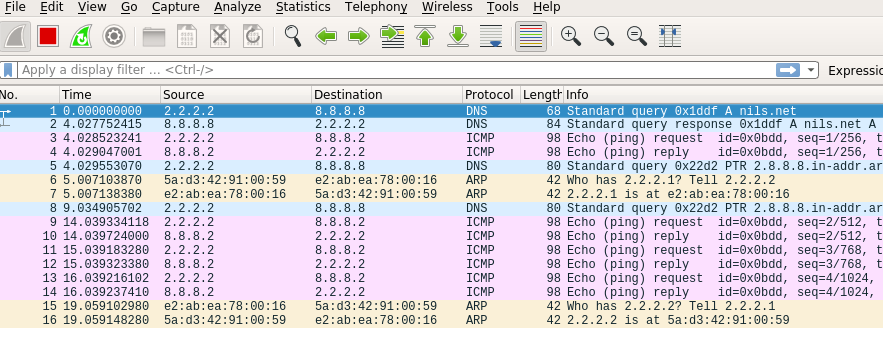 File Edit View Go Capture Analyze Statistics Telephony Wireless Tools Help
Apply a display filter ... <Ctrl-/> Expressio
No. Time Source Destination Protocol Length Info
1 0.000000000 2.2.2.2 8.8.8.8 DNS 68 Standard query 0x1ddf A nils.net
2 4.027752415 8.8.8.8 2.2.2.2 DNS 84 Standard query response 0x1ddf A nils.net A
3 4.028523241 2.2.2.2 8.8.8.2 ICMP 98 Echo (ping) request id=0x0bdd, seq=1/256, t
4 4.029047001 8.8.8.2 2.2.2.2 ICMP 98 Echo (ping) reply id=0x0bdd, seq=1/256, t
5 4.029553070 2.2.2.2 8.8.8.8 DNS 80 Standard query 0x22d2 PTR 2.8.8.8.in-addr.ar
6 5.007103870 5a:d3:42:91:00:59 e2:ab:ea:78:00:16 ARP 42 Who has 2.2.2.1? Tell 2.2.2.2
7 5.007138380 e2:ab:ea:78:00:16 5a:d3:42:91:00:59 ARP 42 2.2.2.1 is at e2:ab:ea:78:00:16
8 9.034905702 2.2.2.2 8.8.8.8 DNS 80 Standard query 0x22d2 PTR 2.8.8.8.in-addr.ar
9 14.039334118 2.2.2.2 8.8.8.2 ICMP 98 Echo (ping) request id=0x0bdd, seq=2/512, t
10 14.039724000 8.8.8.2 2.2.2.2 ICMP 98 Echo (ping) reply id=0x0bdd, seq=2/512, t
11 15.039183280 2.2.2.2 8.8.8.2 ICMP 98 Echo (ping) request id=0x0bdd, seq=3/768, t
12 15.039323380 8.8.8.2 2.2.2.2 ICMP 98 Echo (ping) reply id=0x0bdd, seq=3/768, t
13 16.039216102 2.2.2.2 8.8.8.2 ICMP 98 Echo (ping) request id=0x0bdd, seq=4/1024,
14 16.039237410 8.8.8.2 2.2.2.2 ICMP 98 Echo (ping) reply id=0x0bdd, seq=4/1024,
15 19.059102980 e2:ab:ea:78:00:16 5a:d3:42:91:00:59 ARP 42 Who has 2.2.2.2? Tell 2.2.2.1
16 19.059148280 5a:d3:42:91:00:59 e2:ab:ea:78:00:16 ARP 42 2.2.2.2 is at 5a:d3:42:91:00:59